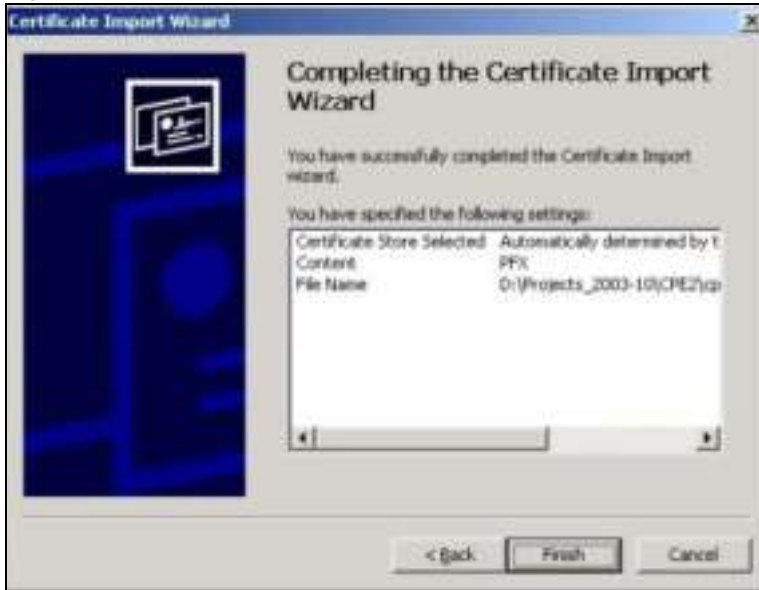 Certificate Import Wizard
Completing the Certificate Import
Wizard
You have successfully completed the Certificate Import
wizard.
You have specified the following settings:
Certificate Store Selected Automatically determined by t
Content PFX
File Name D:\Projects_2003-10\CPE2\cp
< Back Finish Cancel